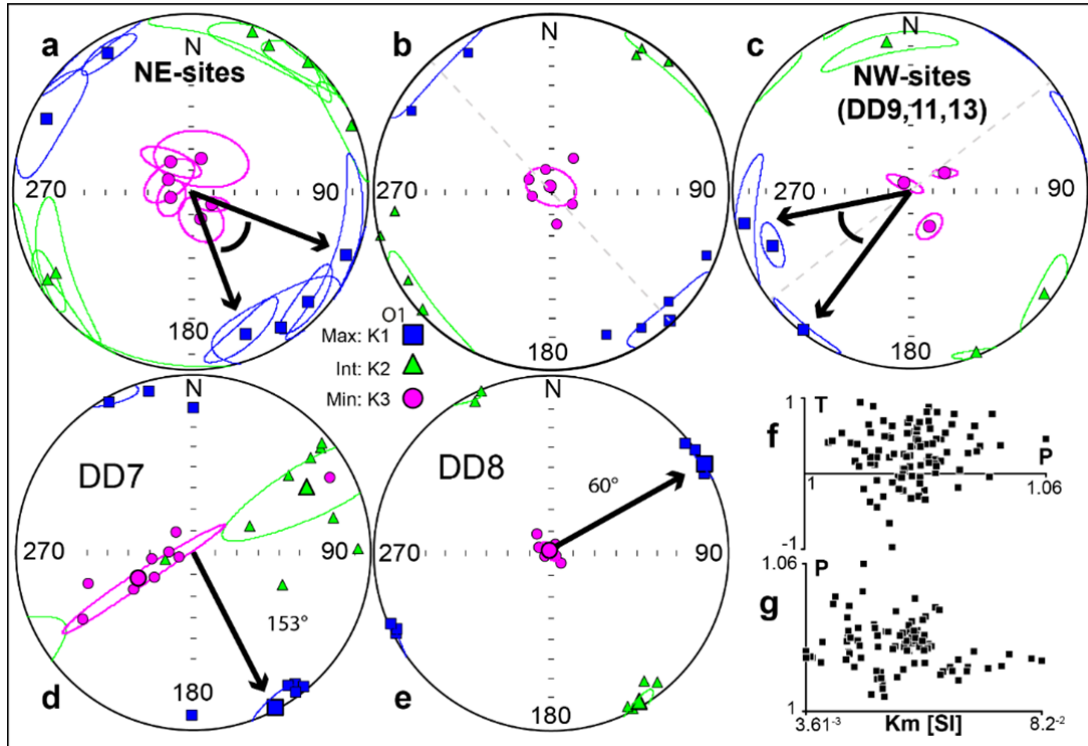 a
N
NE-sites
270
90
180
b
N
270
90
180
c
N
NW-sites
(DD9,11,13)
270
90
180
O1
Max: K1
Int: K2
Min: K3
N
DD7
270
90
153°
180
d
N
DD8
60°
270
90
180
e
f
1
T
P
1
1.06
-1
g
1.06
P
1
3.61⁻³
Km [SI]
8.2⁻²